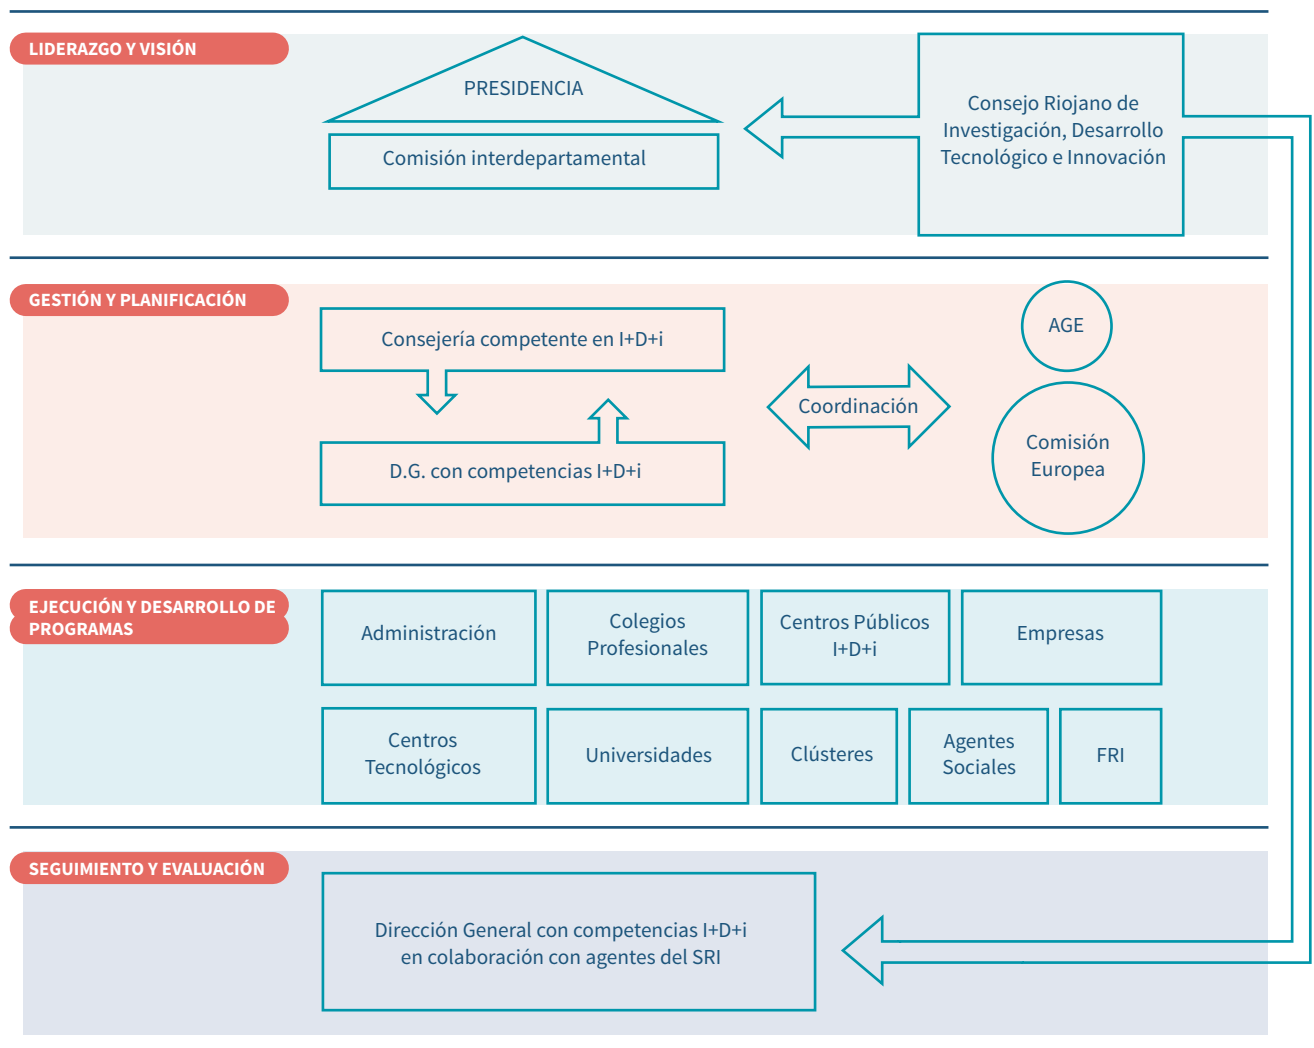 LIDERAZGO Y VISIÓN
PRESIDENCIA
Comisión interdepartamental
Consejo Riojano de
Investigación, Desarrollo
Tecnológico e Innovación
GESTIÓN Y PLANIFICACIÓN
Consejería competente en I+D+i
D.G. con competencias I+D+i
Coordinación
AGE
Comisión
Europea
EJECUCIÓN Y DESARROLLO DE
PROGRAMAS
Administración
Colegios
Profesionales
Centros Públicos
I+D+i
Empresas
Centros
Tecnológicos
Universidades
Clústeres
Agentes
Sociales
FRI
SEGUIMIENTO Y EVALUACIÓN
Dirección General con competencias I+D+i
en colaboración con agentes del SRI